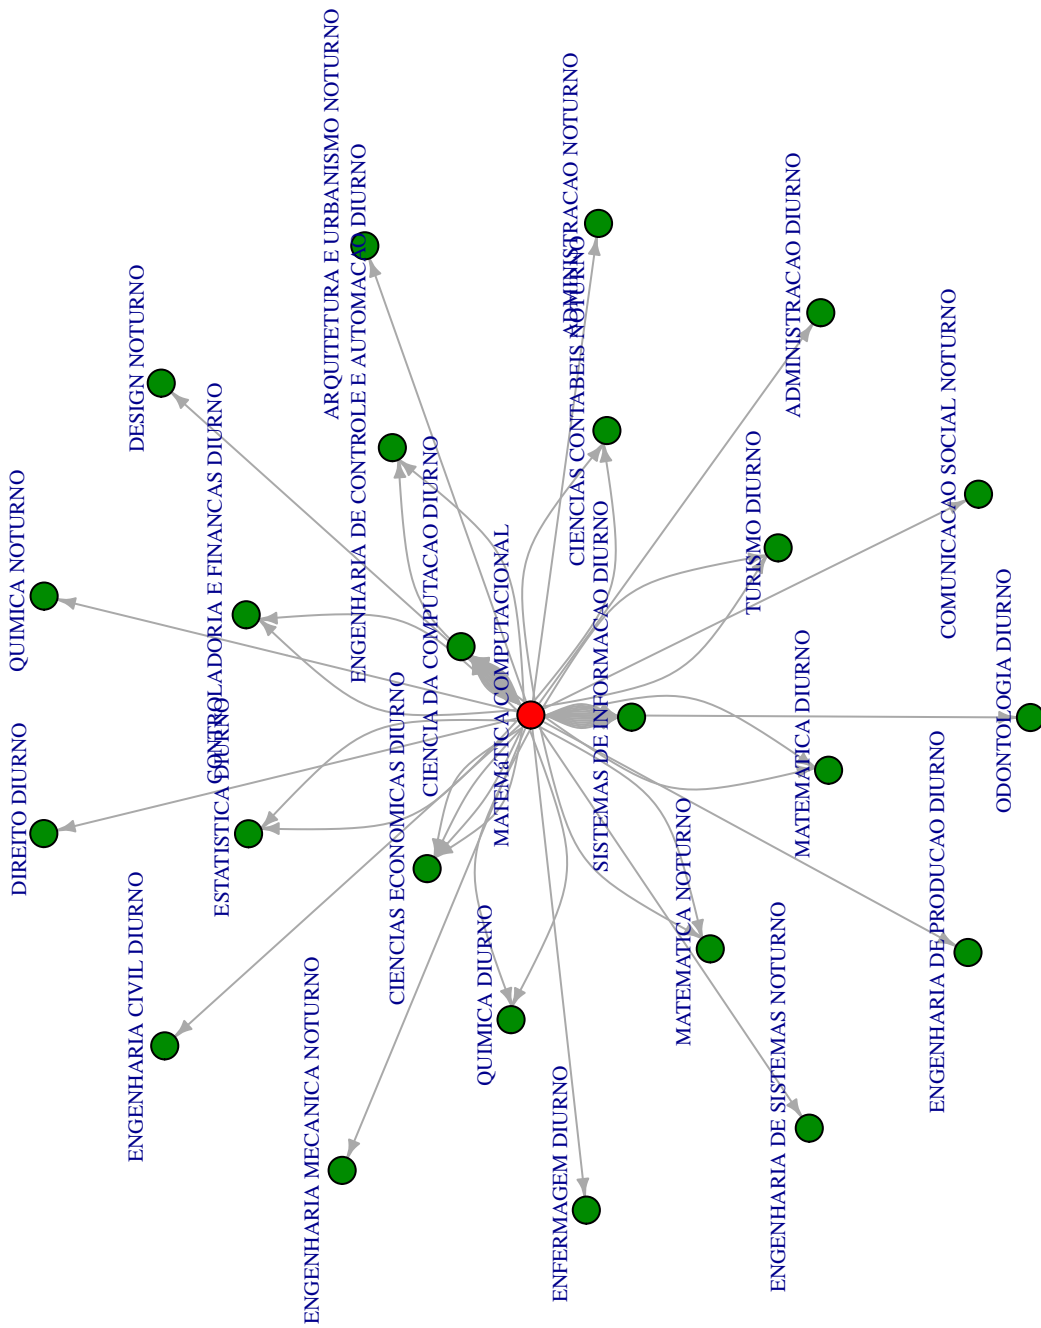 QUIMICA NOTURNO
DIREITO DIURNO
DESIGN NOTURNO
ENGENHARIA CIVIL DIURNO
CONTROLADORIA E FINANCAS DIURNO
ESTATISTICA DIURNO
ENGENHARIA MECANICA NOTURNO
ARQUITETURA E URBANISMO NOTURNO
ENGENHARIA DE CONTROLE E AUTOMACAO DIURNO
CIENCIAS ECONOMICAS DIURNO
CIENCIA DA COMPUTACAO DIURNO
QUIMICA DIURNO
MATEMáTICA COMPUTACIONAL
ENFERMAGEM DIURNO
ADMINISTRACAO NOTURNO
CIENCIAS CONTABEIS NOTURNO
SISTEMAS DE INFORMACAO DIURNO
MATEMATICA NOTURNO
TURISMO DIURNO
ENGENHARIA DE SISTEMAS NOTURNO
ADMINISTRACAO DIURNO
MATEMATICA DIURNO
ENGENHARIA DE PRODUCAO DIURNO
COMUNICACAO SOCIAL NOTURNO
ODONTOLOGIA DIURNO